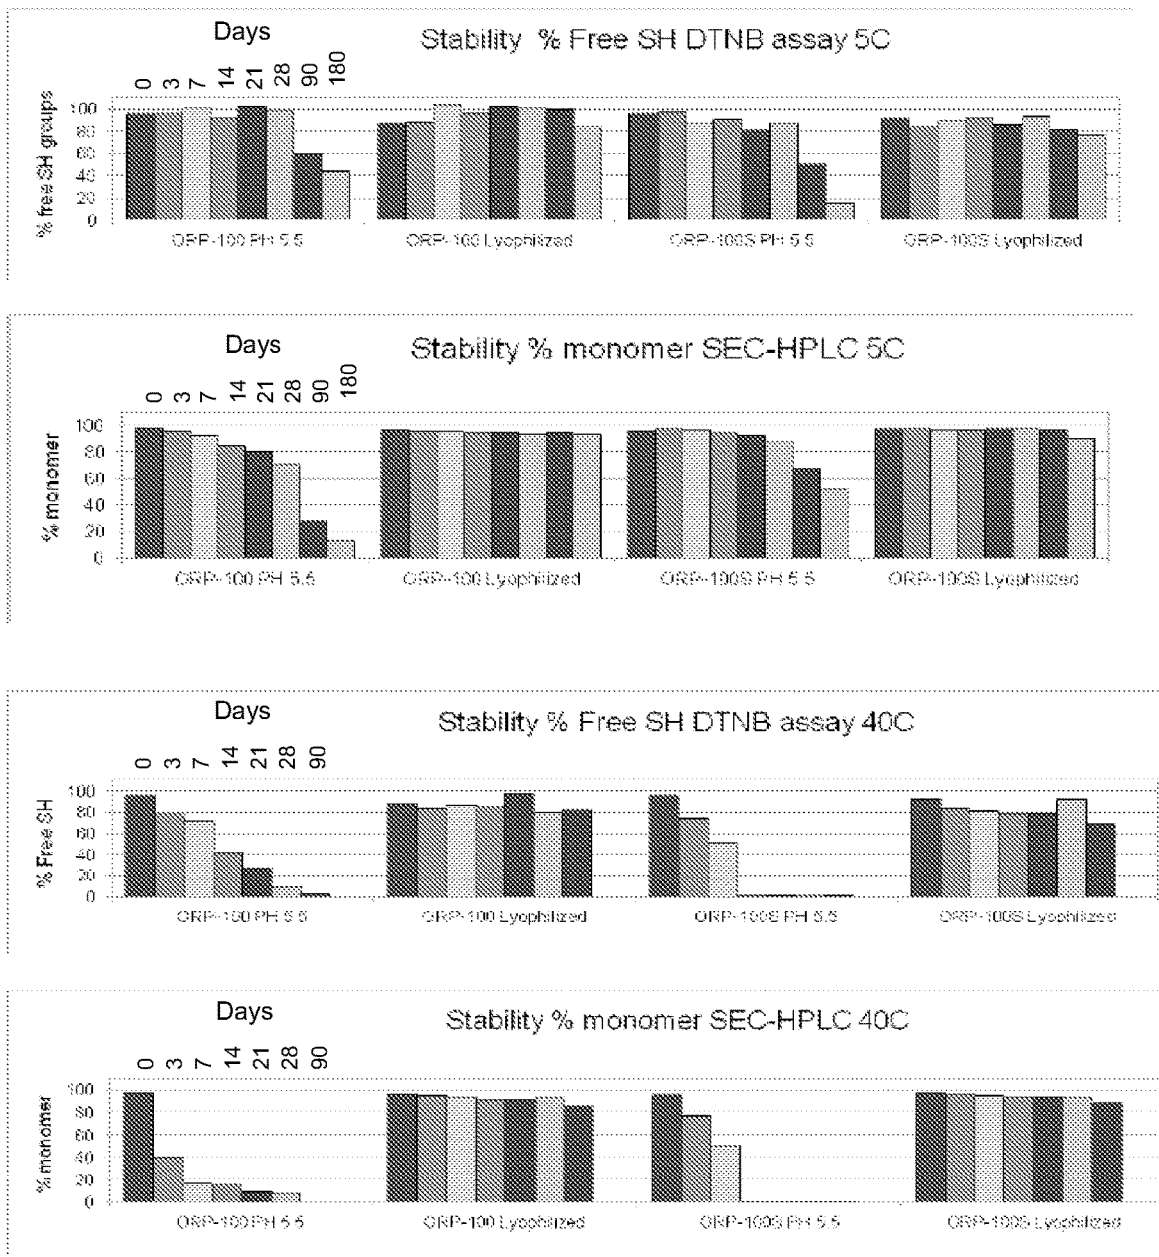 Days
Stability % Free SH DTNB assay 5C
0 3 7 14 21 28 90 180
% free SH groups
100
80
60
40
20
0
ORP-100 PH 5.5 ORP-100 Lyophilized ORP-100S PH 5.5 ORP-100S Lyophilized
Days
Stability % monomer SEC-HPLC 5C
0 3 7 14 21 28 90 180
% monomer
100
80
60
40
20
0
ORP-100 PH 5.5 ORP-100 Lyophilized ORP-100S PH 5.5 ORP-100S Lyophilized
Days
Stability % Free SH DTNB assay 40C
0 3 7 14 21 28 90
% Free SH
100
80
60
40
20
0
ORP-100 PH 5.5 ORP-100 Lyophilized ORP-100S PH 5.5 ORP-100S Lyophilized
Days
Stability % monomer SEC-HPLC 40C
0 3 7 14 21 28 90
% monomer
100
80
60
40
20
0
ORP-100 PH 5.5 ORP-100 Lyophilized ORP-100S PH 5.5 ORP-100S Lyophilized